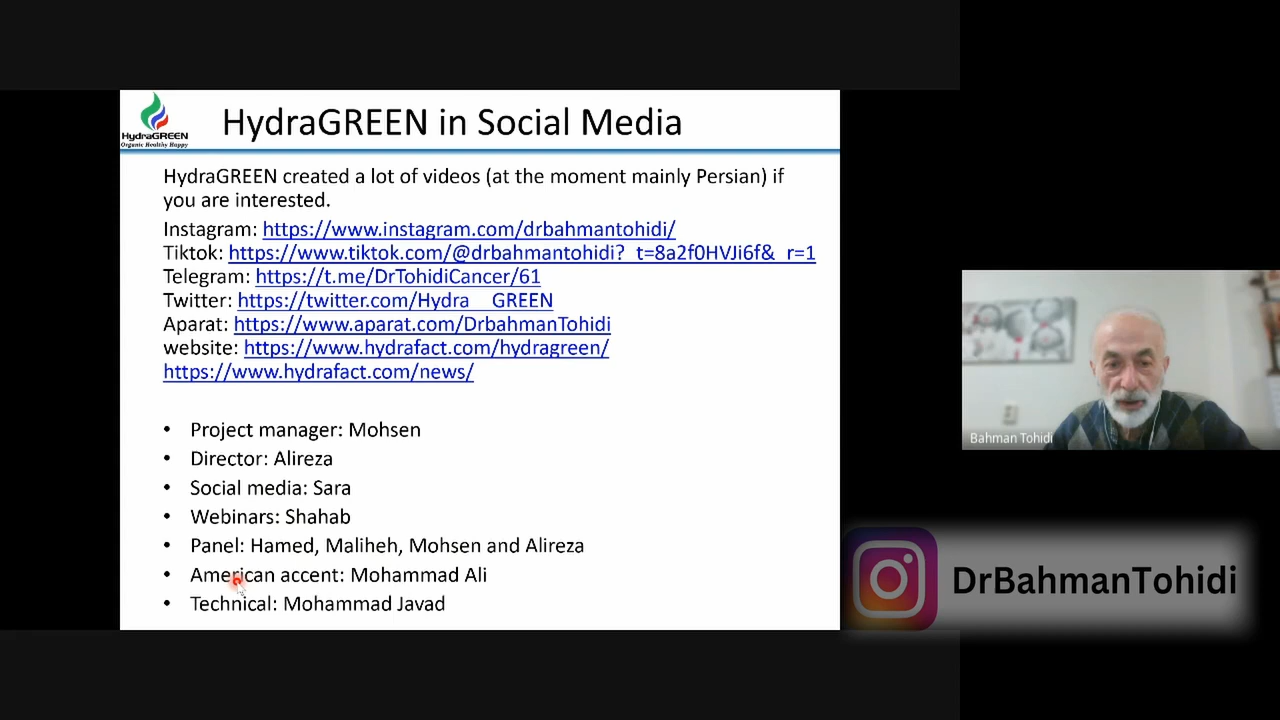 HydraGREEN
Organic Healthy Happy
HydraGREEN in Social Media
HydraGREEN created a lot of videos (at the moment mainly Persian) if
you are interested.
Instagram: https://www.instagram.com/drbahmantohidi/
Tiktok: https://www.tiktok.com/@drbahmantohidi?_t=8a2f0HVJi6f&_r=1
Telegram: https://t.me/DrTohidiCancer/61
Twitter: https://twitter.com/Hydra__GREEN
Aparat: https://www.aparat.com/DrbahmanTohidi
website: https://www.hydrafact.com/hydragreen/
https://www.hydrafact.com/news/
• Project manager: Mohsen
• Director: Alireza
• Social media: Sara
• Webinars: Shahab
• Panel: Hamed, Maliheh, Mohsen and Alireza
• American accent: Mohammad Ali
• Technical: Mohammad Javad
Bahman Tohidi
DrBahmanTohidi